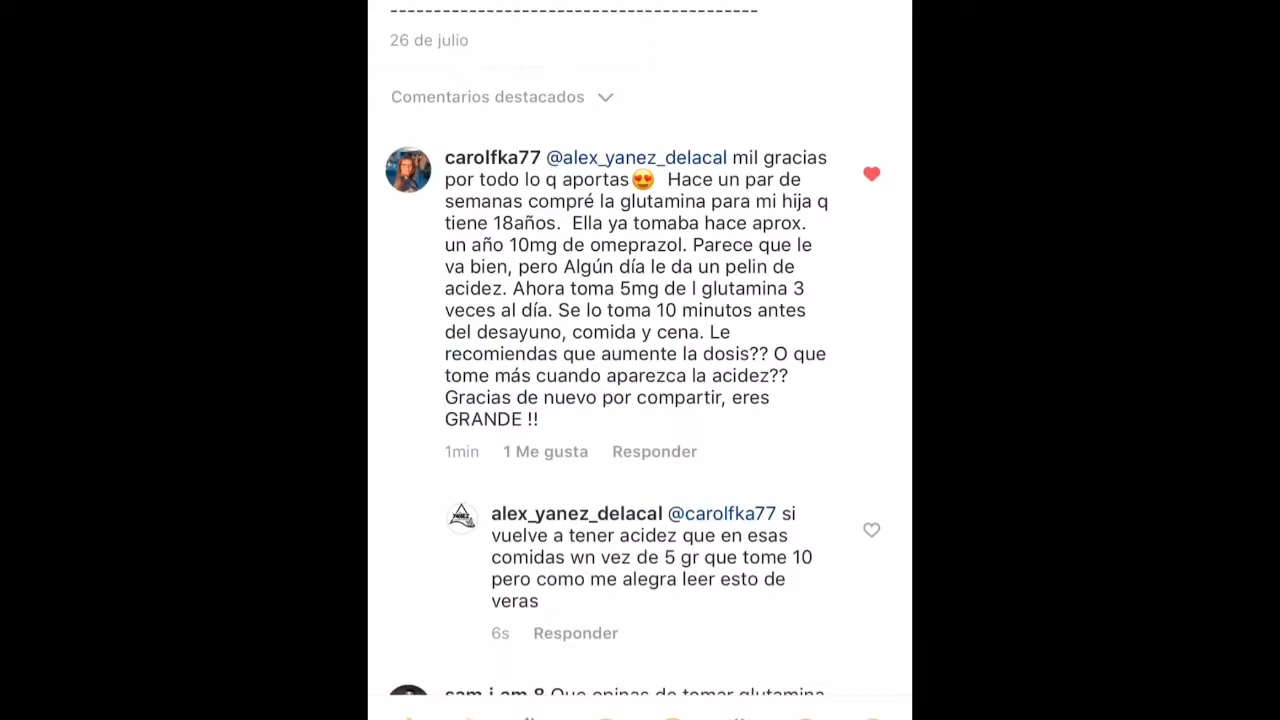 ----------------------------------------
26 de julio
Comentarios destacados
carolfka77 @alex_yanez_delacal mil gracias
por todo lo q aportas😍 Hace un par de
semanas compré la glutamina para mi hija q
tiene 18años. Ella ya tomaba hace aprox.
un año 10mg de omeprazol. Parece que le
va bien, pero Algún día le da un pelin de
acidez. Ahora toma 5mg de l glutamina 3
veces al día. Se lo toma 10 minutos antes
del desayuno, comida y cena. Le
recomiendas que aumente la dosis?? O que
tome más cuando aparezca la acidez??
Gracias de nuevo por compartir, eres
GRANDE !!
1min 1 Me gusta Responder
alex_yanez_delacal @carolfka77 si
vuelve a tener acidez que en esas
comidas wn vez de 5 gr que tome 10
pero como me alegra leer esto de
veras
6s Responder
sam_i_am_8 Que opinas de tomar glutamina